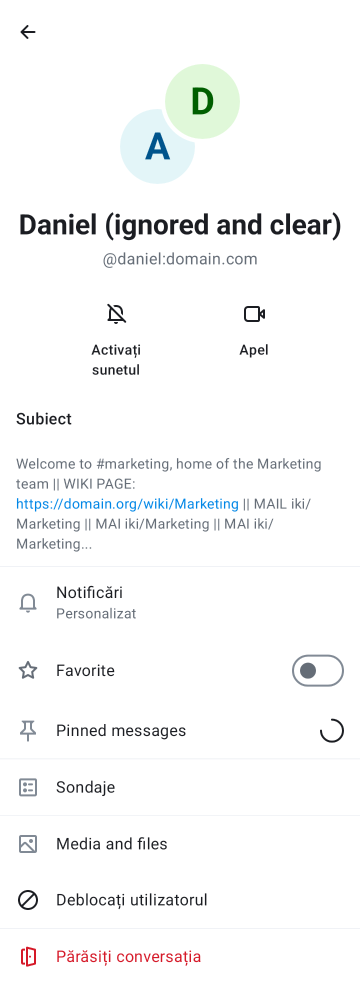 D
A
Daniel (ignored and clear)
@daniel:domain.com
Activați
sunetul
Apel
Subiect
Welcome to #marketing, home of the Marketing
team || WIKI PAGE:
https://domain.org/wiki/Marketing || MAIL iki/
Marketing || MAI iki/Marketing || MAI iki/
Marketing...
Notificări
Personalizat
Favorite
Pinned messages
Sondaje
Media and files
Deblocați utilizatorul
Părăsiți conversația